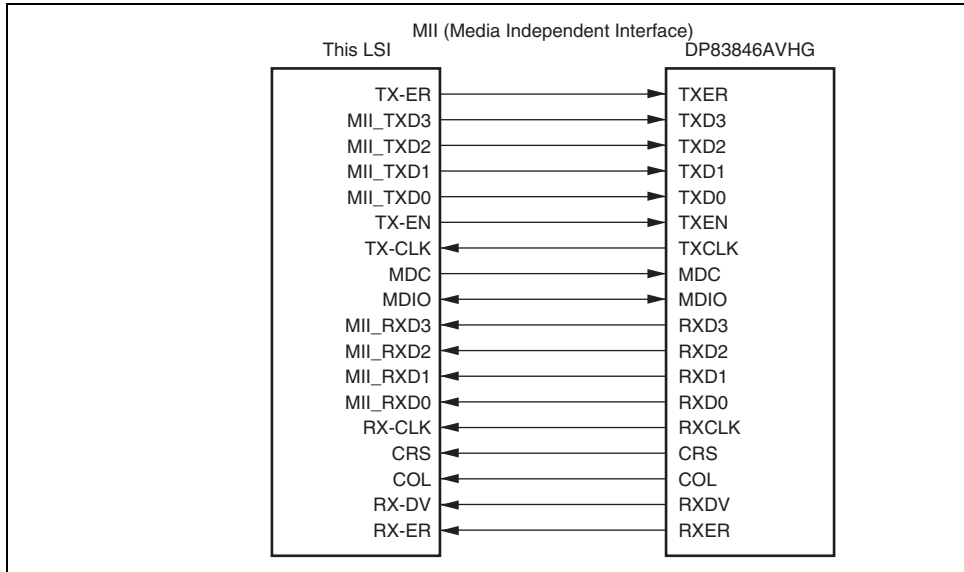 MII (Media Independent Interface)
This LSI DP83846AVHG
TX-ER TXER
MII_TXD3 TXD3
MII_TXD2 TXD2
MII_TXD1 TXD1
MII_TXD0 TXD0
TX-EN TXEN
TX-CLK TXCLK
MDC MDC
MDIO MDIO
MII_RXD3 RXD3
MII_RXD2 RXD2
MII_RXD1 RXD1
MII_RXD0 RXD0
RX-CLK RXCLK
CRS CRS
COL COL
RX-DV RXDV
RX-ER RXER